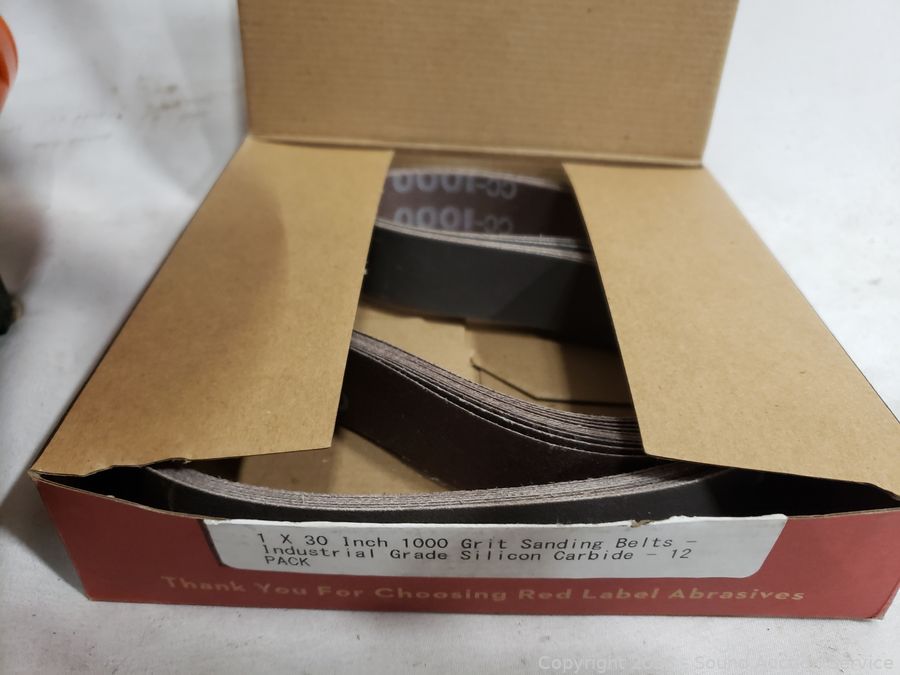 CC-1000
CC-1000
1 X 30 Inch 1000 Grit Sanding Belts -
Industrial Grade Silicon Carbide - 12
PACK
Thank You For Choosing Red Label Abrasives
Copyright Sound Auction Service